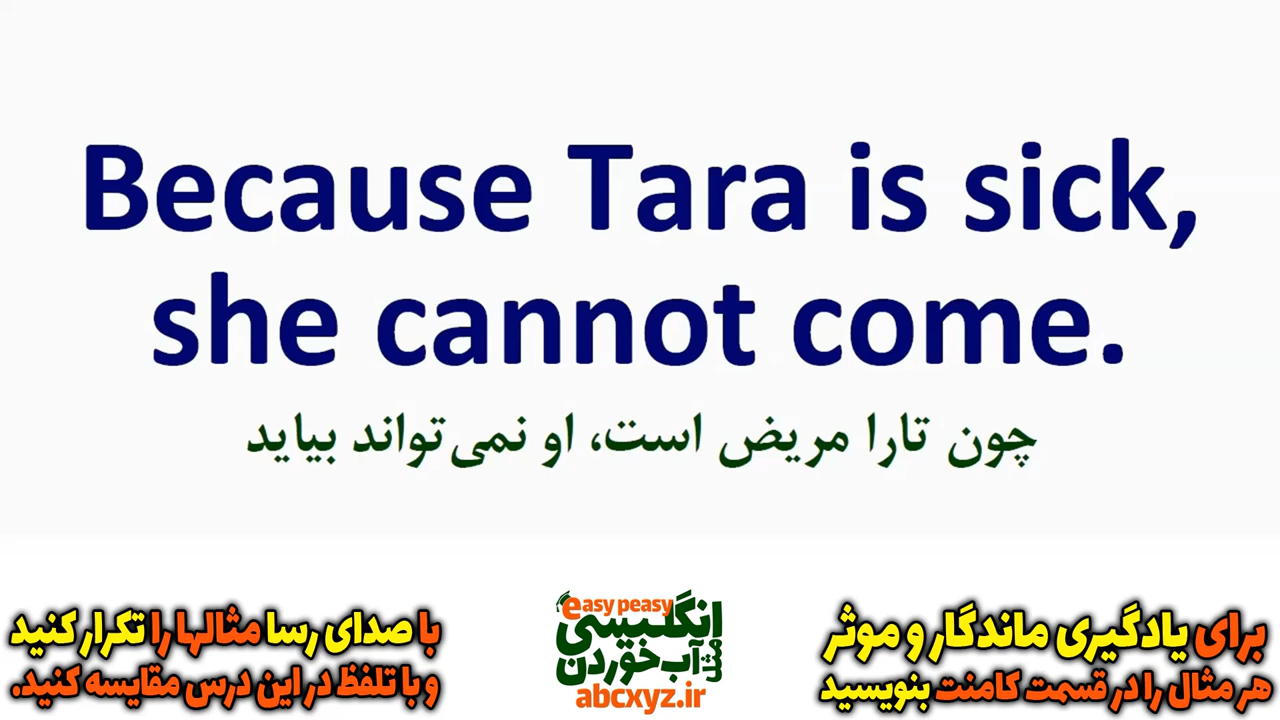 Because Tara is sick,
she cannot come.
چون تارا مریض است، او نمی‌تواند بیاید
برای یادگیری ماندگار و موثر
هر مثال را در قسمت کامنت بنویسید
easy peasy
انگلیسی
مثل آب خوردن
abcxyz.ir
با صدای رسا مثالها را تکرار کنید
و با تلفظ در این درس مقایسه کنید.